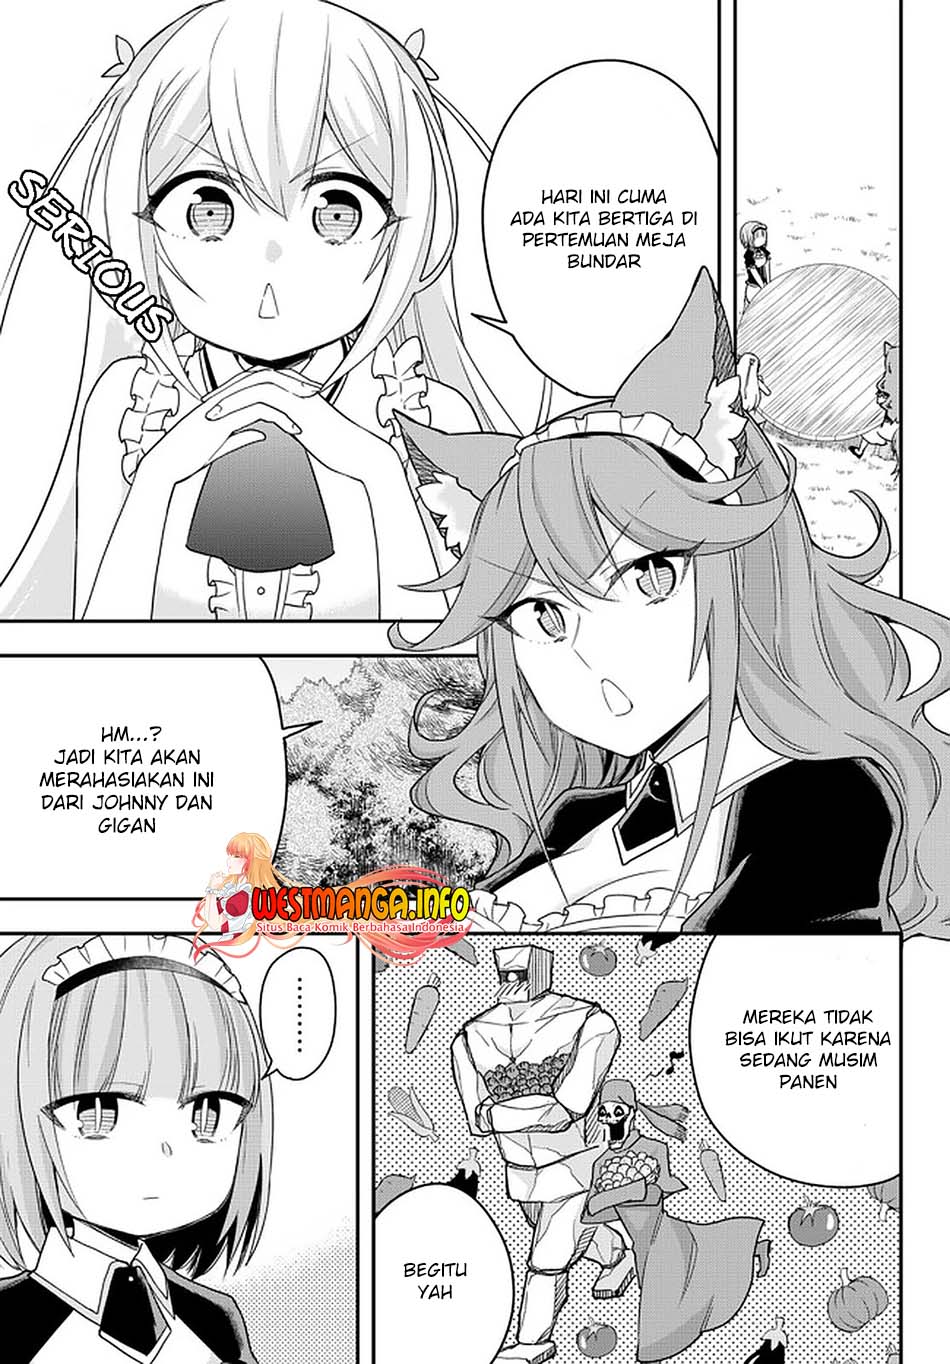 HARI INI CUMA
ADA KITA BERTIGA DI
PERTEMUAN MEJA
BUNDAR
SERIOUS
HM...?
JADI KITA AKAN
MERAHASIAKAN INI
DARI JOHNNY DAN
GIGAN
WESTMANGA.INFO
Situs Baca Komik Berbahasa Indonesia
MEREKA TIDAK
BISA IKUT KARENA
SEDANG MUSIM
PANEN
BEGITU
YAH
........